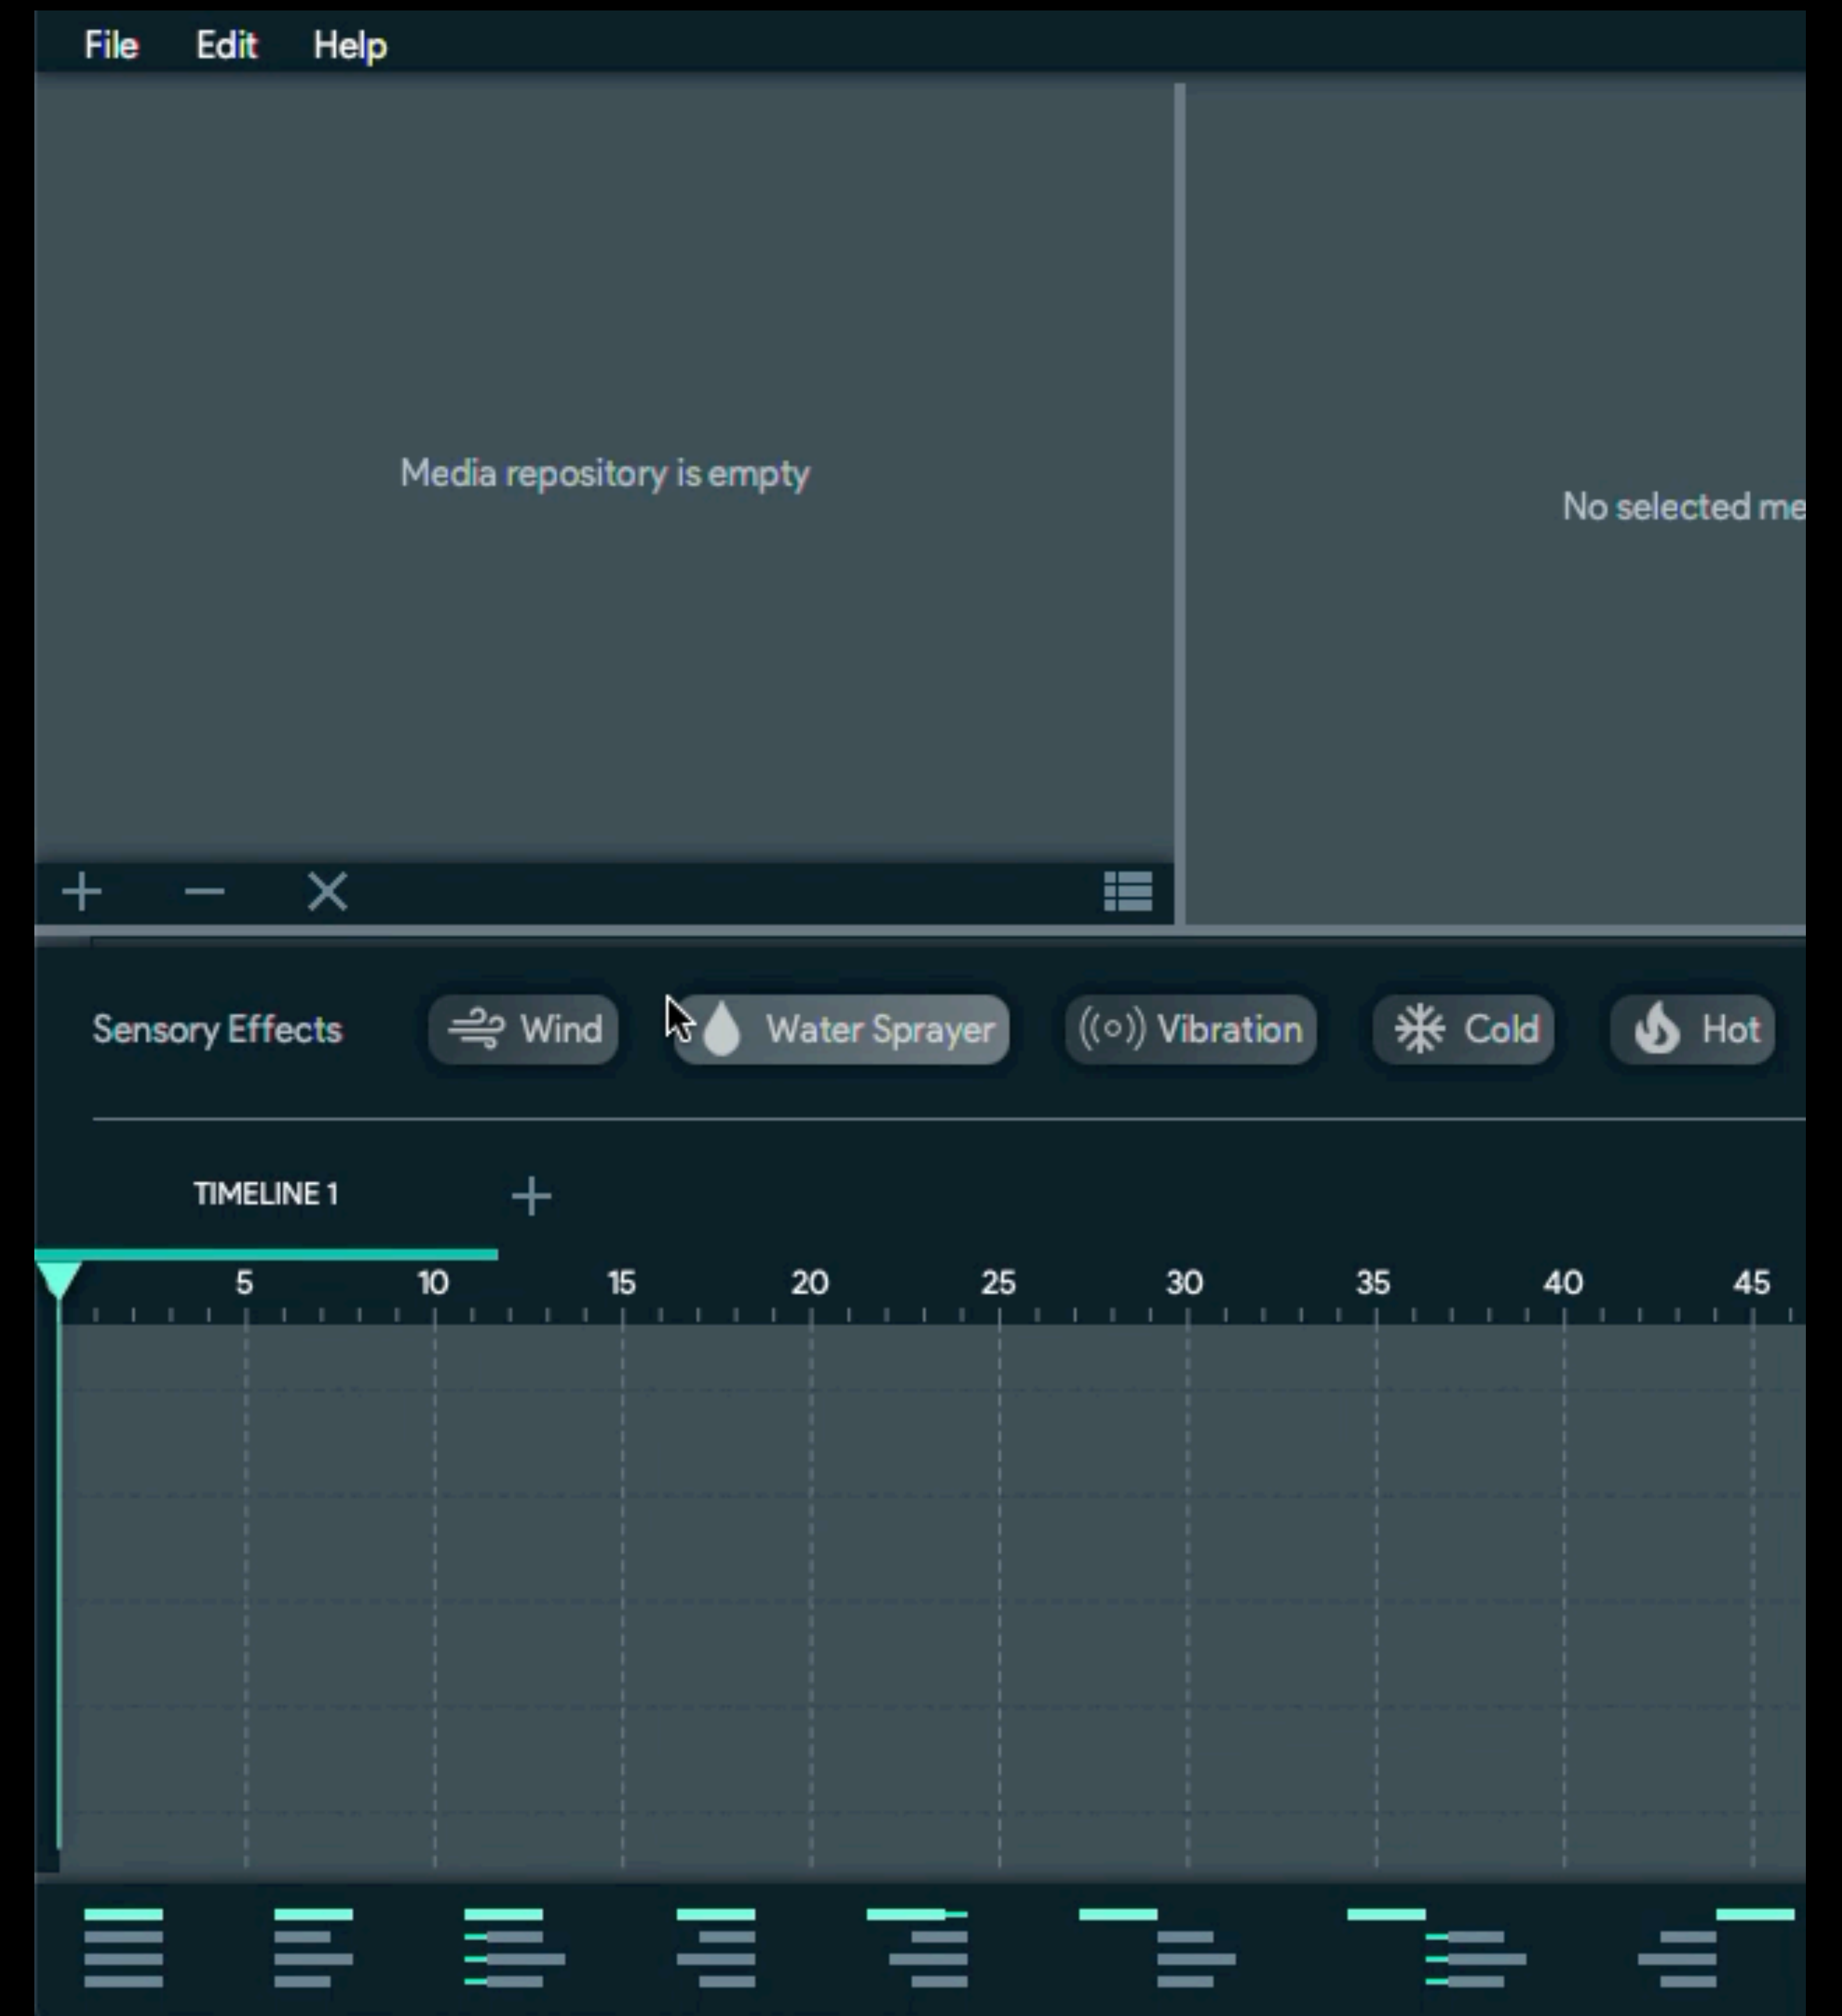 File Edit Help
Media repository is empty
No selected me
Sensory Effects Wind Water Sprayer Vibration Cold Hot
TIMELINE 1
5 10 15 20 25 30 35 40 45